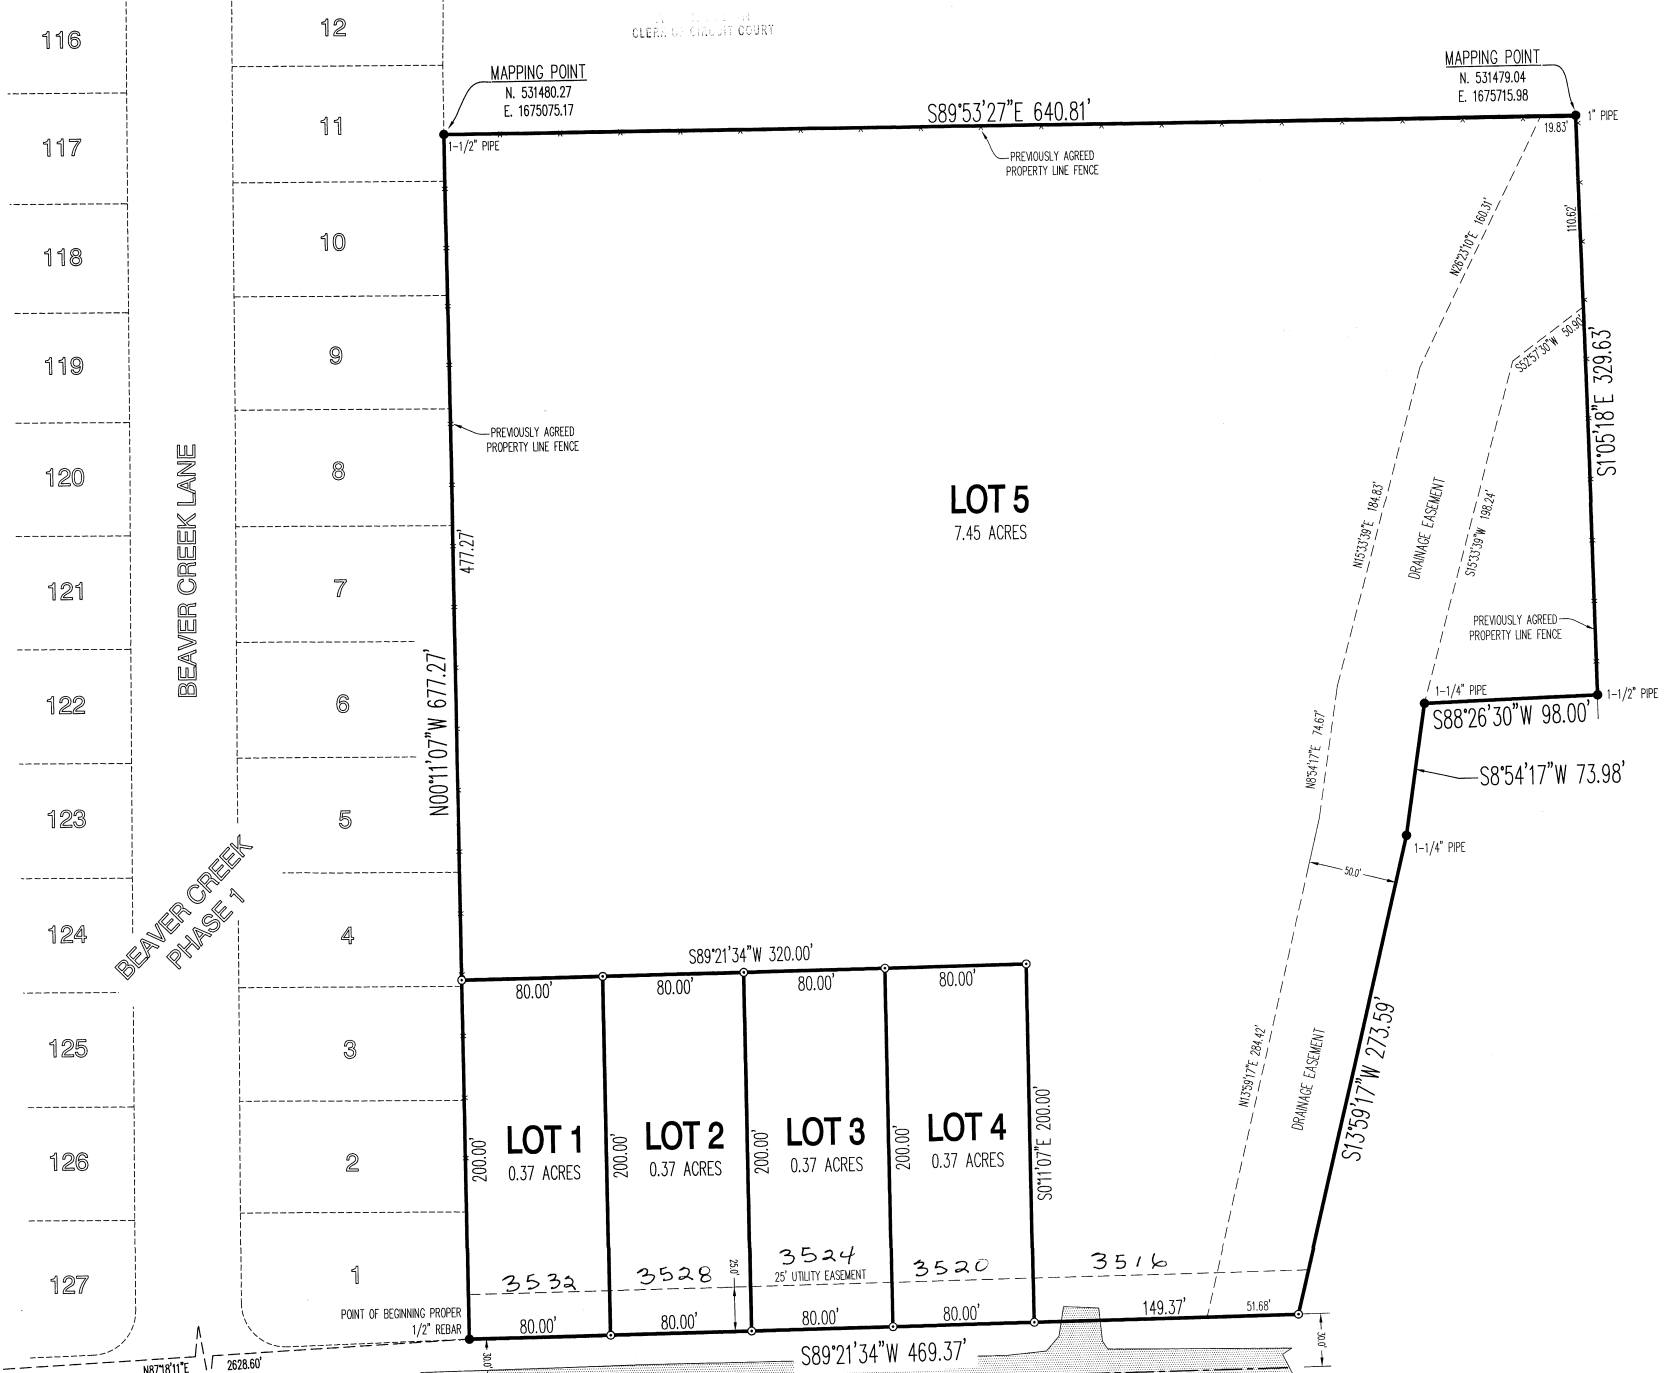 116
12
CLERK OF CIRCUIT COURT
MAPPING POINT
N. 531480.27
E. 1675075.17
MAPPING POINT
N. 531479.04
E. 1675715.98
S89°53'27"E 640.81'
1" PIPE
19.83'
117
11
1-1/2" PIPE
PREVIOUSLY AGREED
PROPERTY LINE FENCE
110.62'
N26°23'10"E 160.31'
118
10
S52°57'30"W 50.90'
119
9
S1°05'18"E 329.63'
PREVIOUSLY AGREED
PROPERTY LINE FENCE
120
8
BEAVER CREEK LANE
LOT 5
7.45 ACRES
477.27'
N15°33'39"E 184.83'
DRAINAGE EASEMENT
S15°33'39"W 198.24'
121
7
PREVIOUSLY AGREED
PROPERTY LINE FENCE
122
6
N00°11'07"W 677.27'
1-1/4" PIPE
1-1/2" PIPE
S88°26'30"W 98.00'
N8°54'17"E 74.67'
S8°54'17"W 73.98'
123
5
1-1/4" PIPE
50.0'
BEAVER CREEK
PHASE 1
124
4
S89°21'34"W 320.00'
80.00'
80.00'
80.00'
80.00'
125
3
N13°59'17"E 284.42'
DRAINAGE EASEMENT
S13°59'17"W 273.59'
126
2
200.00'
LOT 1
0.37 ACRES
200.00'
LOT 2
0.37 ACRES
200.00'
LOT 3
0.37 ACRES
200.00'
LOT 4
0.37 ACRES
S0°11'07"E 200.00'
127
1
3532
3528
25.0'
3524
25' UTILITY EASEMENT
3520
3516
POINT OF BEGINNING PROPER
1/2" REBAR
80.00'
80.00'
80.00'
80.00'
149.37'
51.68'
S89°21'34"W 469.37'
30.0'
30.0'
N87°18'11"E
2628.60'